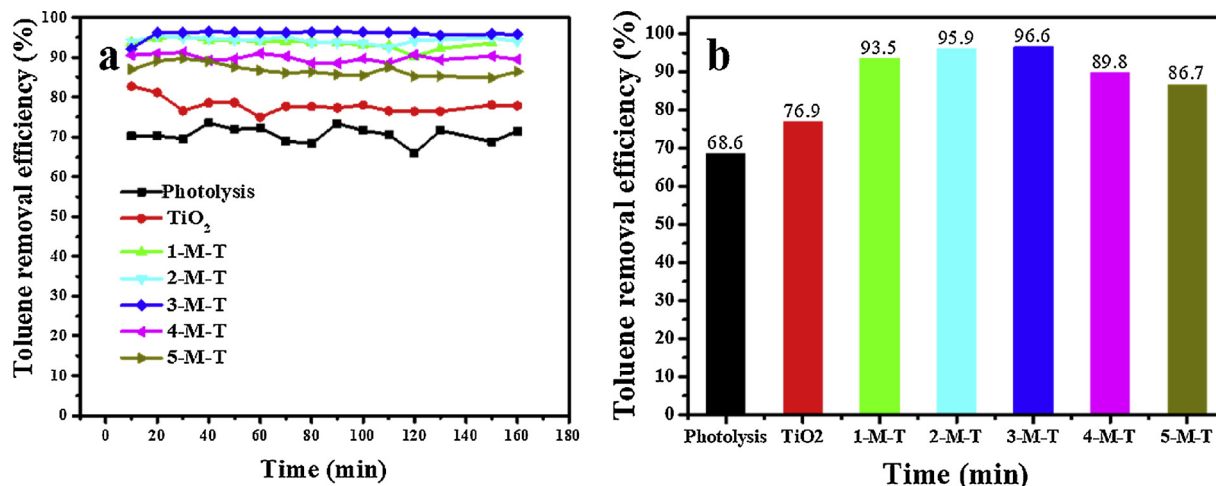 Toluene removal efficiency (%)
100
90
80
70
60
50
40
30
20
10
0
a
Photolysis
TiO2
1-M-T
2-M-T
3-M-T
4-M-T
5-M-T
0 20 40 60 80 100 120 140 160 180
Time (min)
Toluene removal efficiency (%)
100
90
80
70
60
50
40
30
20
10
0
b
68.6 76.9 93.5 95.9 96.6 89.8 86.7
Photolysis TiO2 1-M-T 2-M-T 3-M-T 4-M-T 5-M-T
Time (min)